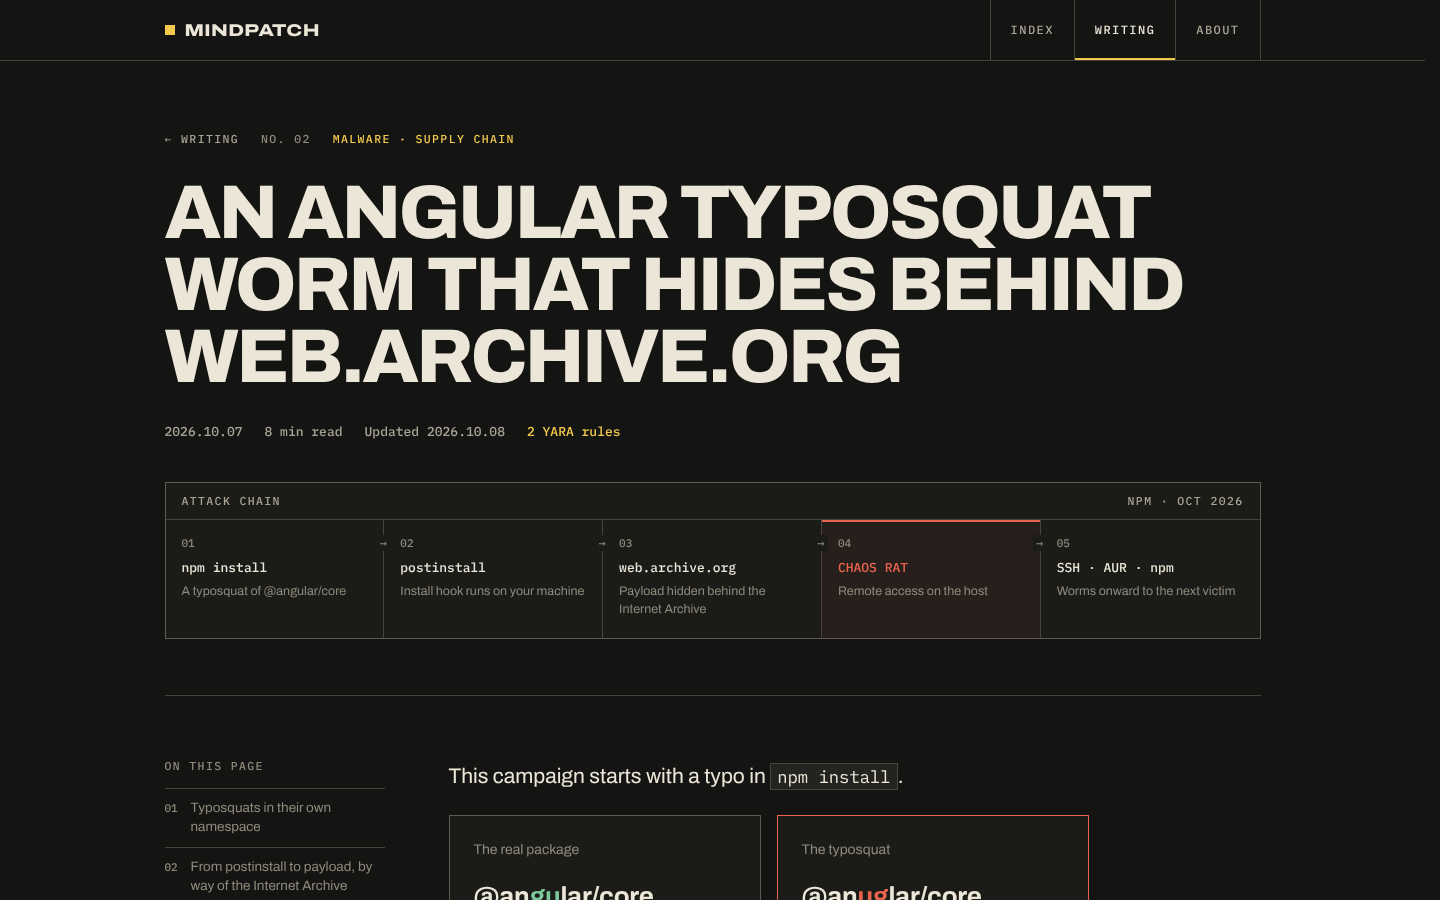 MINDPATCH
INDEX WRITING ABOUT
← WRITING NO. 02 MALWARE · SUPPLY CHAIN
AN ANGULAR TYPOSQUAT
WORM THAT HIDES BEHIND
WEB.ARCHIVE.ORG
2026.10.07 8 min read Updated 2026.10.08 2 YARA rules
ATTACK CHAIN NPM · OCT 2026
01
npm install
A typosquat of @angular/core
→
02
postinstall
Install hook runs on your machine
→
03
web.archive.org
Payload hidden behind the
Internet Archive
→
04
CHAOS RAT
Remote access on the host
→
05
SSH · AUR · npm
Worms onward to the next victim
ON THIS PAGE
01 Typosquats in their own
namespace
02 From postinstall to payload, by
way of the Internet Archive
This campaign starts with a typo in npm install.
The real package
@angular/core
The typosquat
@anuglar/core